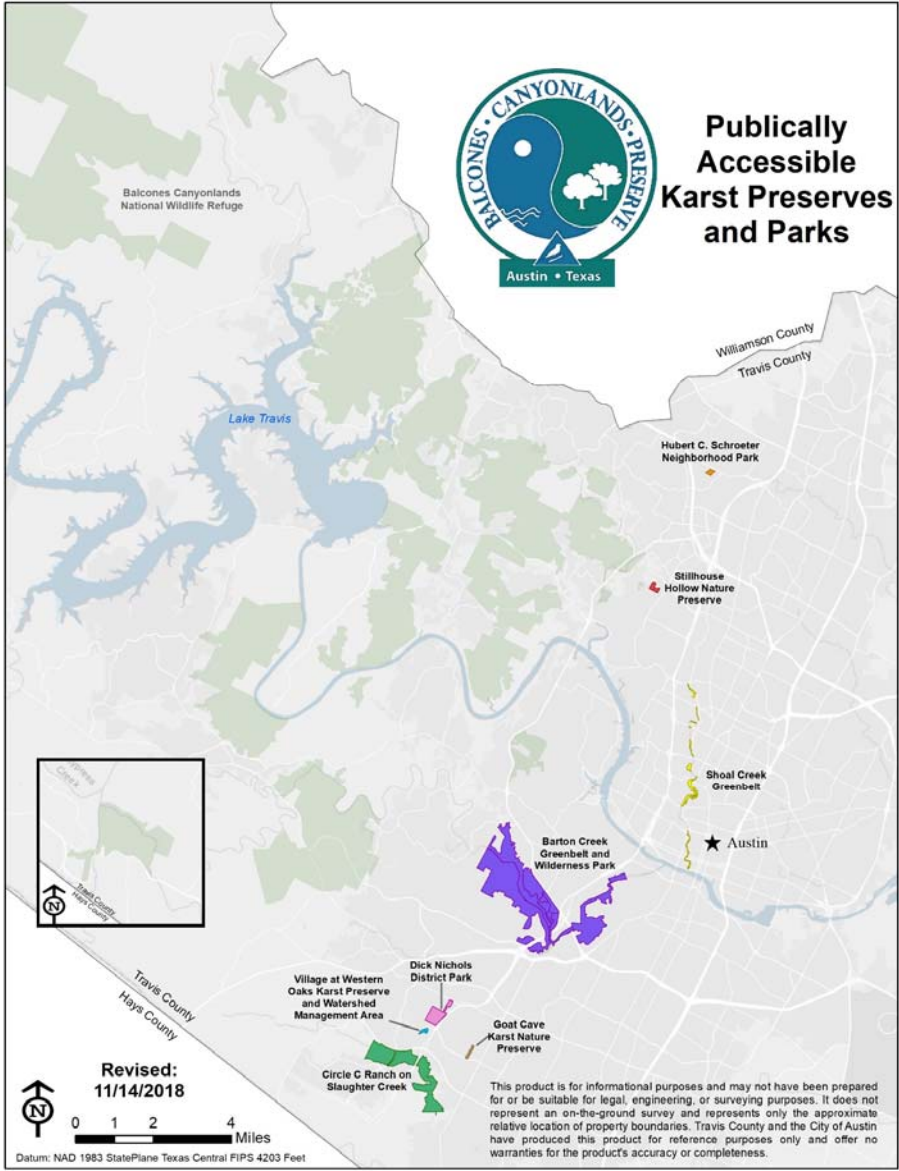 BALCONES • CANYONLANDS • PRESERVE
Austin • Texas
Publically
Accessible
Karst Preserves
and Parks
Balcones Canyonlands
National Wildlife Refuge
Williamson County
Travis County
Lake Travis
Hubert C. Schroeter
Neighborhood Park
Stillhouse
Hollow Nature
Preserve
Shoal Creek
Greenbelt
Austin
Barton Creek
Greenbelt and
Wilderness Park
Creek
Travis County
Hays County
N
Travis County
Hays County
Dick Nichols
District Park
Village at Western
Oaks Karst Preserve
and Watershed
Management Area
Goat Cave
Karst Nature
Preserve
Circle C Ranch on
Slaughter Creek
Revised:
11/14/2018
N
0 1 2 4
Miles
Datum: NAD 1983 StatePlane Texas Central FIPS 4203 Feet
This product is for informational purposes and may not have been prepared
for or be suitable for legal, engineering, or surveying purposes. It does not
represent an on-the-ground survey and represents only the approximate
relative location of property boundaries. Travis County and the City of Austin
have produced this product for reference purposes only and offer no
warranties for the product's accuracy or completeness.